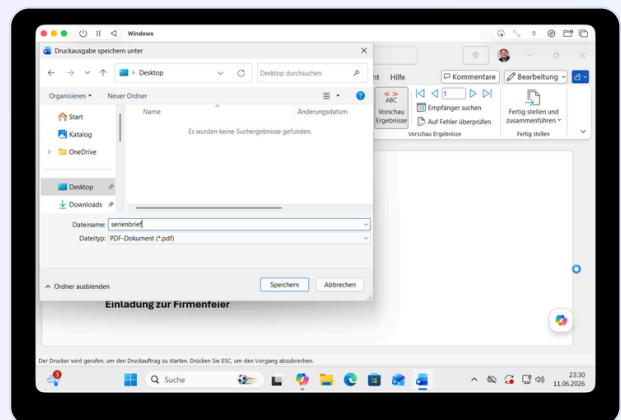 Windows
Druckausgabe speichern unter
Desktop
Desktop durchsuchen
Organisieren
Neuer Ordner
Start
Katalog
OneDrive
Desktop
Downloads
Name
Änderungsdatum
Es wurden keine Suchergebnisse gefunden.
Dateiname: serienbrief
Dateityp: PDF-Dokument (*.pdf)
Ordner ausblenden
Speichern
Abbrechen
ht Hilfe
Kommentare
Bearbeitung
ABC
Vorschau
Ergebnisse
1
Empfänger suchen
Auf Fehler überprüfen
Vorschau Ergebnisse
Fertig stellen und
zusammenführen
Fertig stellen
Einladung zur Firmenfeier
Der Drucker wird gerufen, um den Druckauftrag zu starten. Drücken Sie ESC, um den Vorgang abzubrechen.
Suche
23:30
11.06.2026